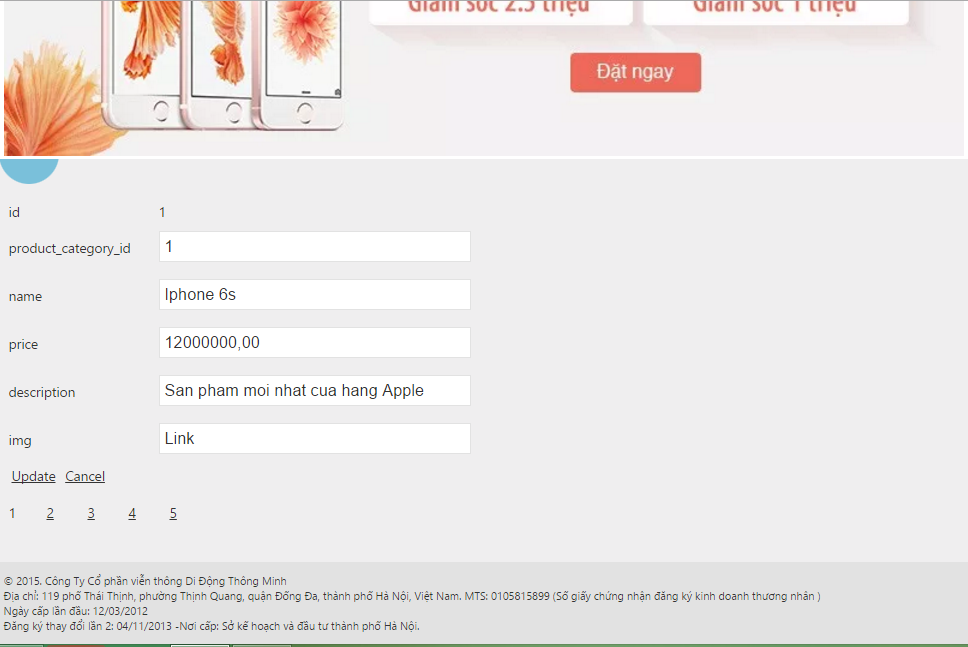 Giảm sốc 2.5 triệu Giảm sốc 1 triệu
Đặt ngay
id 1
product_category_id 1
name Iphone 6s
price 12000000,00
description San pham moi nhat cua hang Apple
img Link
Update Cancel
1 2 3 4 5
© 2015. Công Ty Cổ phần viễn thông Di Động Thông Minh
Địa chỉ: 119 phố Thái Thịnh, phường Thịnh Quang, quận Đống Đa, thành phố Hà Nội, Việt Nam. MTS: 0105815899 (Số giấy chứng nhận đăng ký kinh doanh thương nhân )
Ngày cấp lần đầu: 12/03/2012
Đăng ký thay đổi lần 2: 04/11/2013 -Nơi cấp: Sở kế hoạch và đầu tư thành phố Hà Nội.